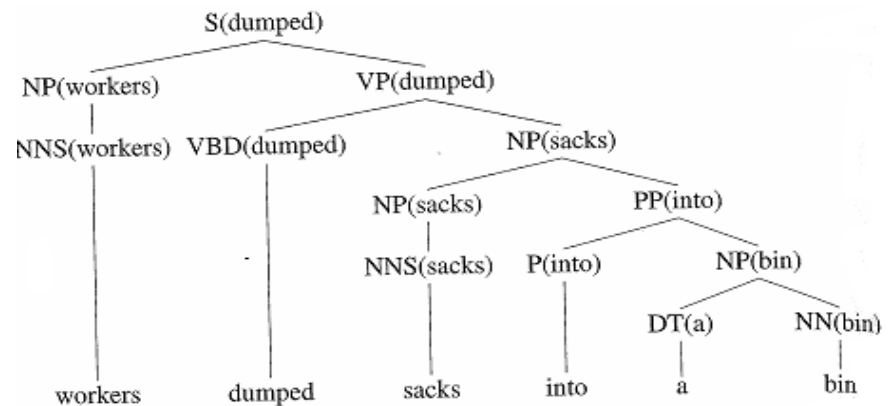 S(dumped)
NP(workers) VP(dumped)
NNS(workers) VBD(dumped) NP(sacks)
NP(sacks) PP(into)
NNS(sacks) P(into) NP(bin)
DT(a) NN(bin)
workers dumped sacks into a bin